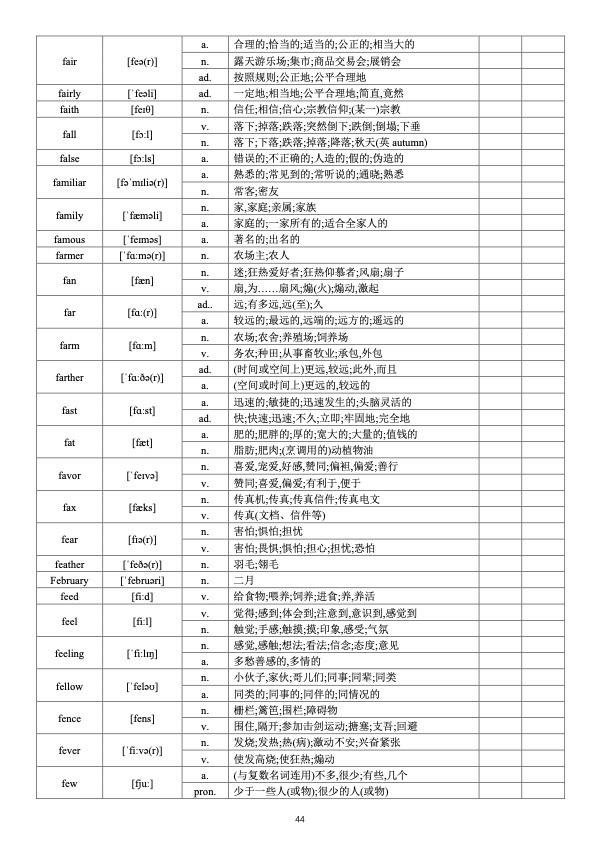 fair [feə(r)] a. 合理的;恰当的;适当的;公正的;相当大的
n. 露天游乐场;集市;商品交易会;展销会
ad. 按照规则;公正地;公平合理地
fairly [ˈfeəli] ad. 一定地;相当地;公平合理地;简直,竟然
faith [feɪθ] n. 信任;相信;信心;宗教信仰;(某一)宗教
fall [fɔːl] v. 落下;掉落;跌落;突然倒下;跌倒;倒塌;下垂
n. 落下;下落;跌落;掉落;降落;秋天(英 autumn)
false [fɔːls] a. 错误的;不正确的;人造的;假的;伪造的
familiar [fəˈmɪliə(r)] a. 熟悉的;常见到的;常听说的;通晓;熟悉
n. 常客;密友
family [ˈfæməli] n. 家,家庭;亲属;家族
a. 家庭的;一家所有的;适合全家人的
famous [ˈfeɪməs] a. 著名的;出名的
farmer [ˈfɑːmə(r)] n. 农场主;农人
fan [fæn] n. 迷;狂热爱好者;狂热仰慕者;风扇;扇子
v. 扇,为……扇风;煽(火);煽动,激起
far [fɑː(r)] ad.. 远;有多远,远(至);久
a. 较远的;最远的,远端的;远方的;遥远的
farm [fɑːm] n. 农场;农舍;养殖场;饲养场
v. 务农;种田;从事畜牧业;承包,外包
farther [ˈfɑːðə(r)] ad. (时间或空间上)更远,较远;此外,而且
a. (空间或时间上)更远的,较远的
fast [fɑːst] a. 迅速的;敏捷的;迅速发生的;头脑灵活的
ad. 快;快速;迅速;不久;立即;牢固地;完全地
fat [fæt] a. 肥的;肥胖的;厚的;宽大的;大量的;值钱的
n. 脂肪;肥肉;(烹调用的)动植物油
favor [ˈfeɪvə] n. 喜爱,宠爱,好感,赞同;偏袒,偏爱;善行
v. 赞同;喜爱,偏爱;有利于,便于
fax [fæks] n. 传真机;传真;传真信件;传真电文
v. 传真(文档、信件等)
fear [fɪə(r)] n. 害怕;惧怕;担忧
v. 害怕;畏惧;惧怕;担心;担忧;恐怕
feather [ˈfeðə(r)] n. 羽毛;翎毛
February [ˈfebruəri] n. 二月
feed [fiːd] v. 给食物;喂养;饲养;进食;养,养活
feel [fiːl] v. 觉得;感到;体会到;注意到,意识到,感觉到
n. 触觉;手感;触摸;摸;印象,感受;气氛
feeling [ˈfiːlɪŋ] n. 感觉,感触;想法;看法;信念;态度;意见
a. 多愁善感的,多情的
fellow [ˈfeləʊ] n. 小伙子,家伙;哥儿们;同事;同辈;同类
a. 同类的;同事的;同伴的;同情况的
fence [fens] n. 栅栏;篱笆;围栏;障碍物
v. 围住,隔开;参加击剑运动;搪塞;支吾;回避
fever [ˈfiːvə(r)] n. 发烧;发热;热(病);激动不安;兴奋紧张
v. 使发高烧;使狂热;煽动
few [fjuː] a. (与复数名词连用)不多,很少;有些,几个
pron. 少于一些人(或物);很少的人(或物)
44